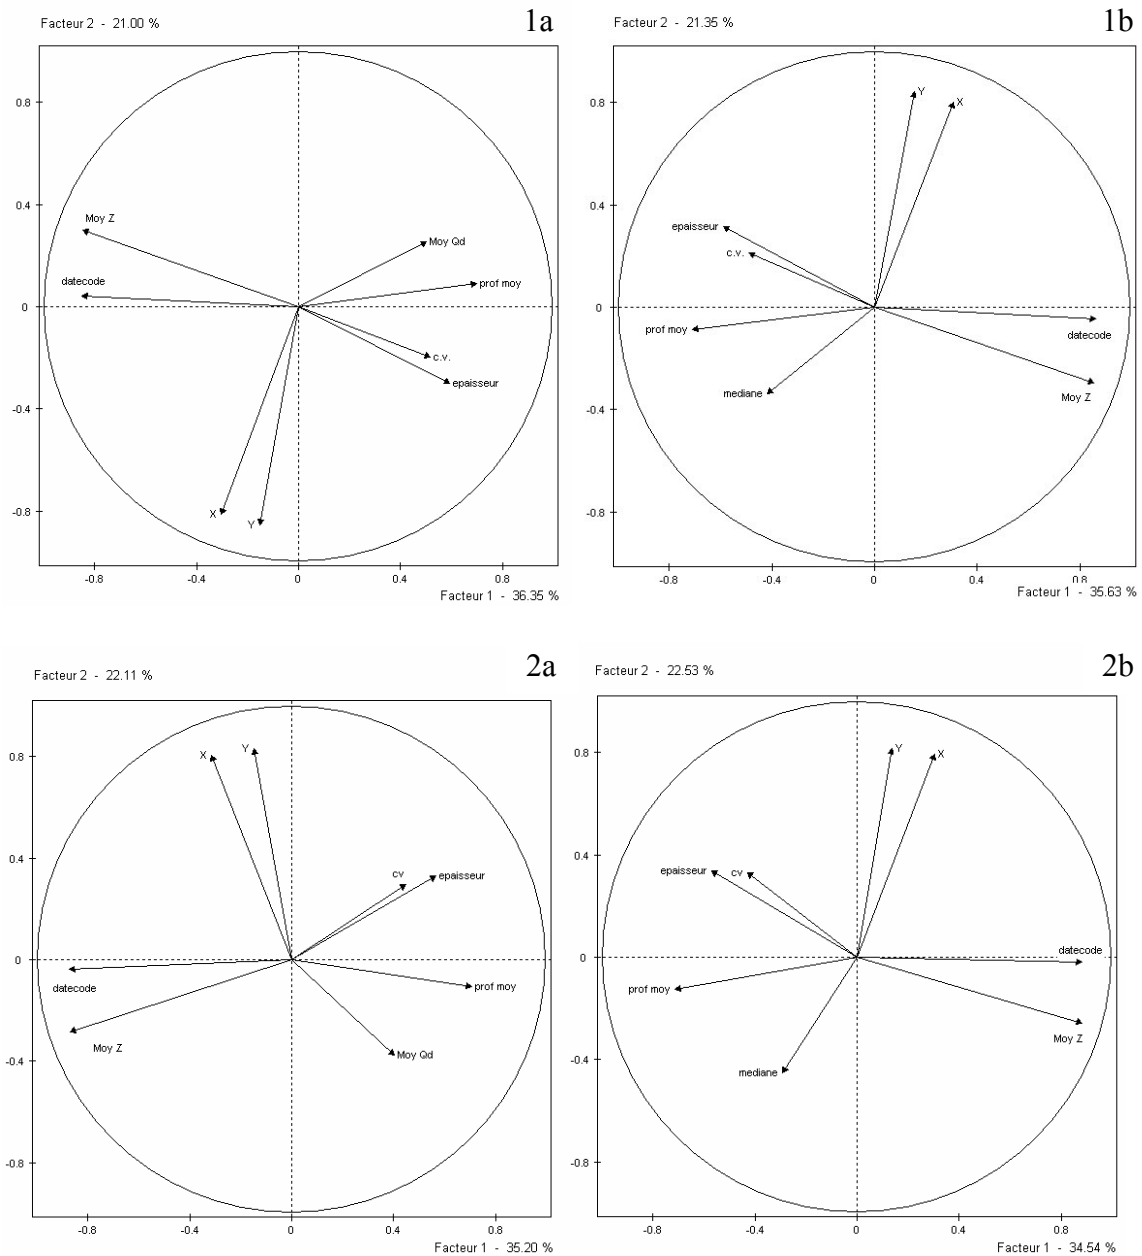 Facteur 2 - 21.00 %
1a
0.8
0.4
Moy Z
Moy Qd
datecode
prof moy
0
c.v.
epaisseur
-0.4
X
Y
-0.8
-0.8 -0.4 0 0.4 0.8
Facteur 1 - 36.35 %
Facteur 2 - 21.35 %
1b
0.8
Y
X
0.4
epaisseur
c.v.
0
prof moy
datecode
mediane
Moy Z
-0.4
-0.8
-0.8 -0.4 0 0.4 0.8
Facteur 1 - 35.63 %
Facteur 2 - 22.11 %
2a
0.8
X
Y
0.4
cv
epaisseur
0
datecode
prof moy
Moy Z
Moy Qd
-0.4
-0.8
-0.8 -0.4 0 0.4 0.8
Facteur 1 - 35.20 %
Facteur 2 - 22.53 %
2b
0.8
Y
X
0.4
epaisseur
cv
datecode
0
prof moy
Moy Z
-0.4
mediane
-0.8
-0.8 -0.4 0 0.4 0.8
Facteur 1 - 34.54 %